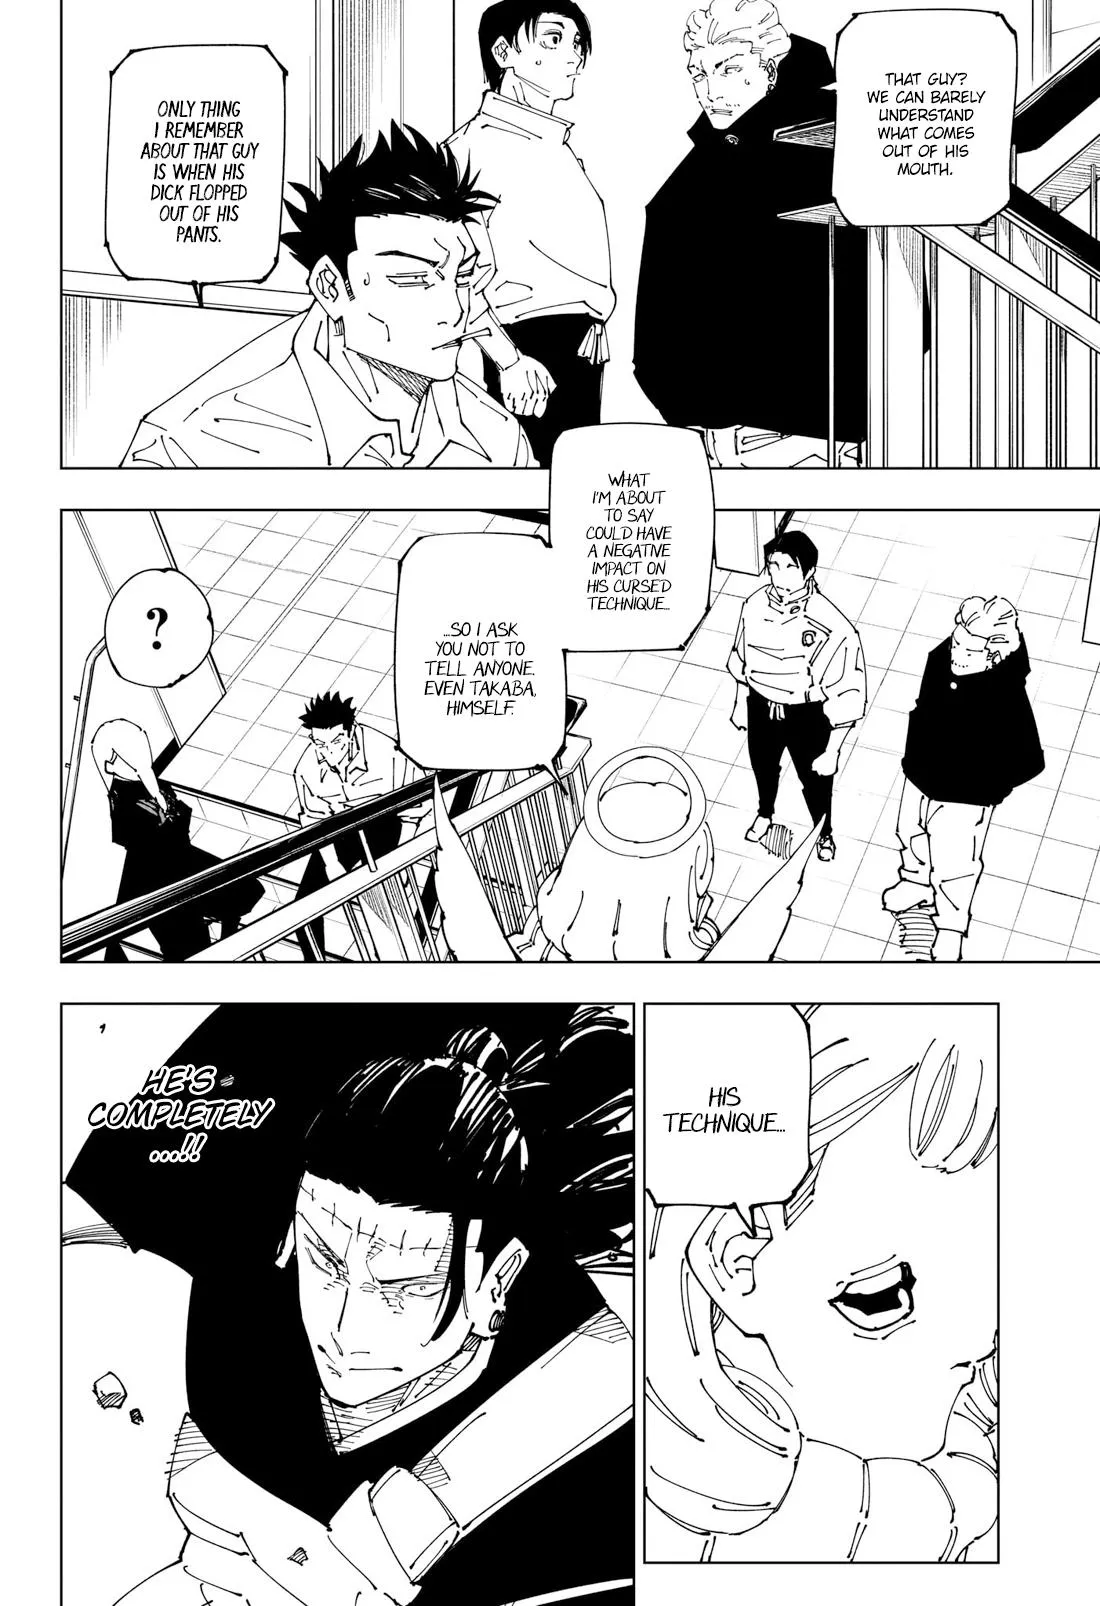 THAT GUY?
WE CAN BARELY
UNDERSTAND
WHAT COMES
OUT OF HIS
MOUTH.
ONLY THING
I REMEMBER
ABOUT THAT GUY
IS WHEN HIS
DICK FLOPPED
OUT OF HIS
PANTS.
WHAT
I'M ABOUT
TO SAY
COULD HAVE
A NEGATIVE
IMPACT ON
HIS CURSED
TECHNIQUE...
...SO I ASK
YOU NOT TO
TELL ANYONE.
EVEN TAKABA,
HIMSELF.
?
HIS
TECHNIQUE...
HE'S
COMPLETELY
...!!